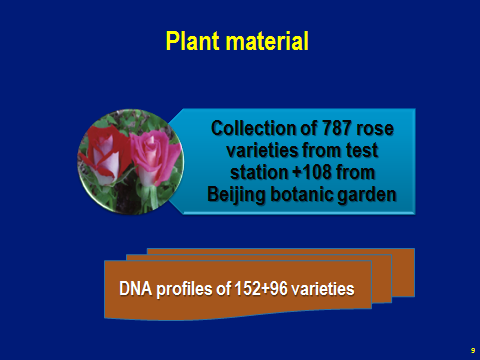 Plant material
Collection of 787 rose
varieties from test
station +108 from
Beijing botanic garden
DNA profiles of 152+96 varieties
9